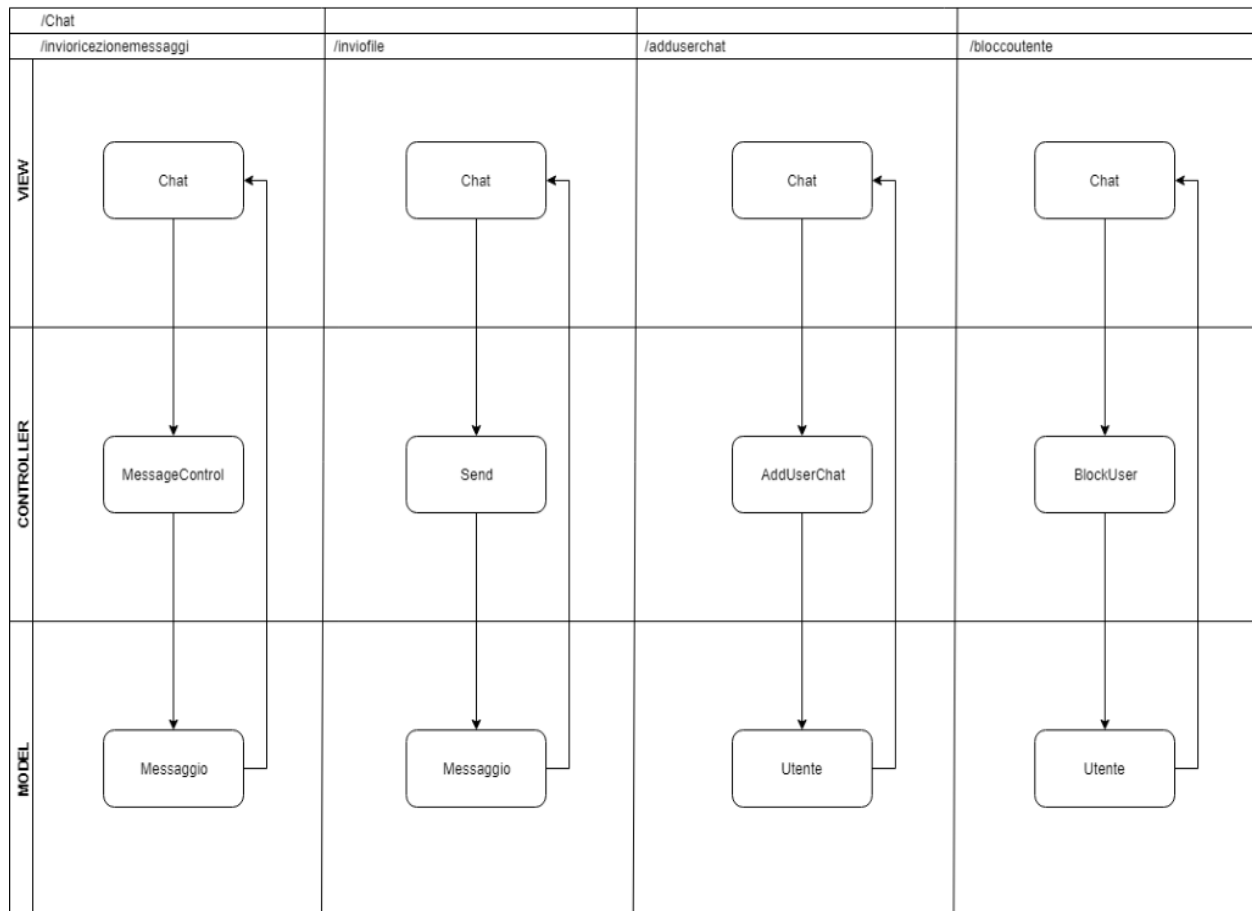 /Chat
/invioricezionemessaggi
/inviofile
/adduserchat
/bloccoutente
VIEW
Chat
Chat
Chat
Chat
CONTROLLER
MessageControl
Send
AddUserChat
BlockUser
MODEL
Messaggio
Messaggio
Utente
Utente